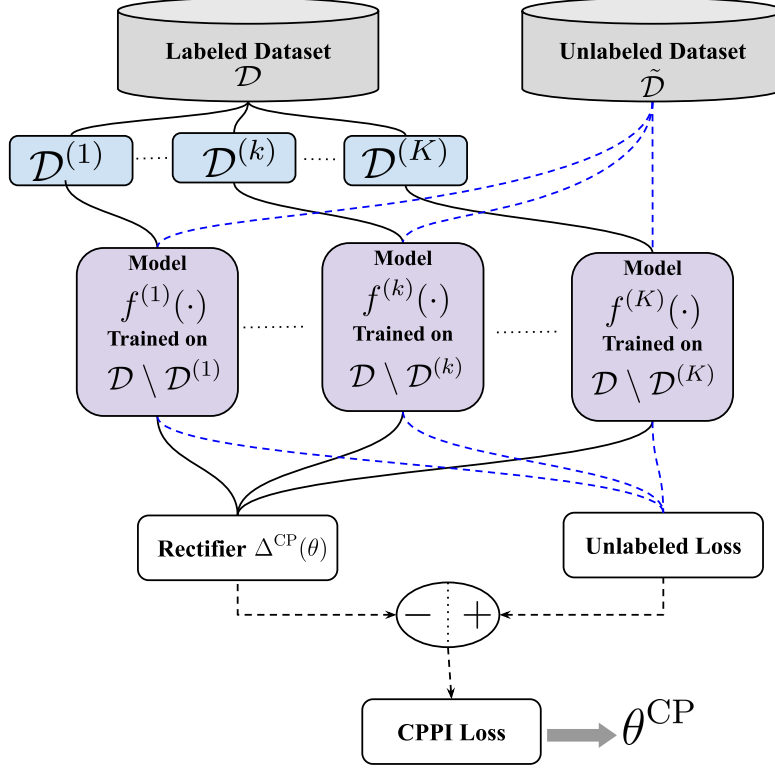 Labeled Dataset
𝒟
Unlabeled Dataset
𝒟̃
𝒟⁽¹⁾ ..... 𝒟⁽ᵏ⁾ ..... 𝒟⁽ᴷ⁾
Model
f⁽¹⁾(·)
Trained on
𝒟 \ 𝒟⁽¹⁾
Model
f⁽ᵏ⁾(·)
Trained on
𝒟 \ 𝒟⁽ᵏ⁾
Model
f⁽ᴷ⁾(·)
Trained on
𝒟 \ 𝒟⁽ᴷ⁾
Rectifier Δ^CP(θ)
Unlabeled Loss
− +
CPPI Loss
θ^CP